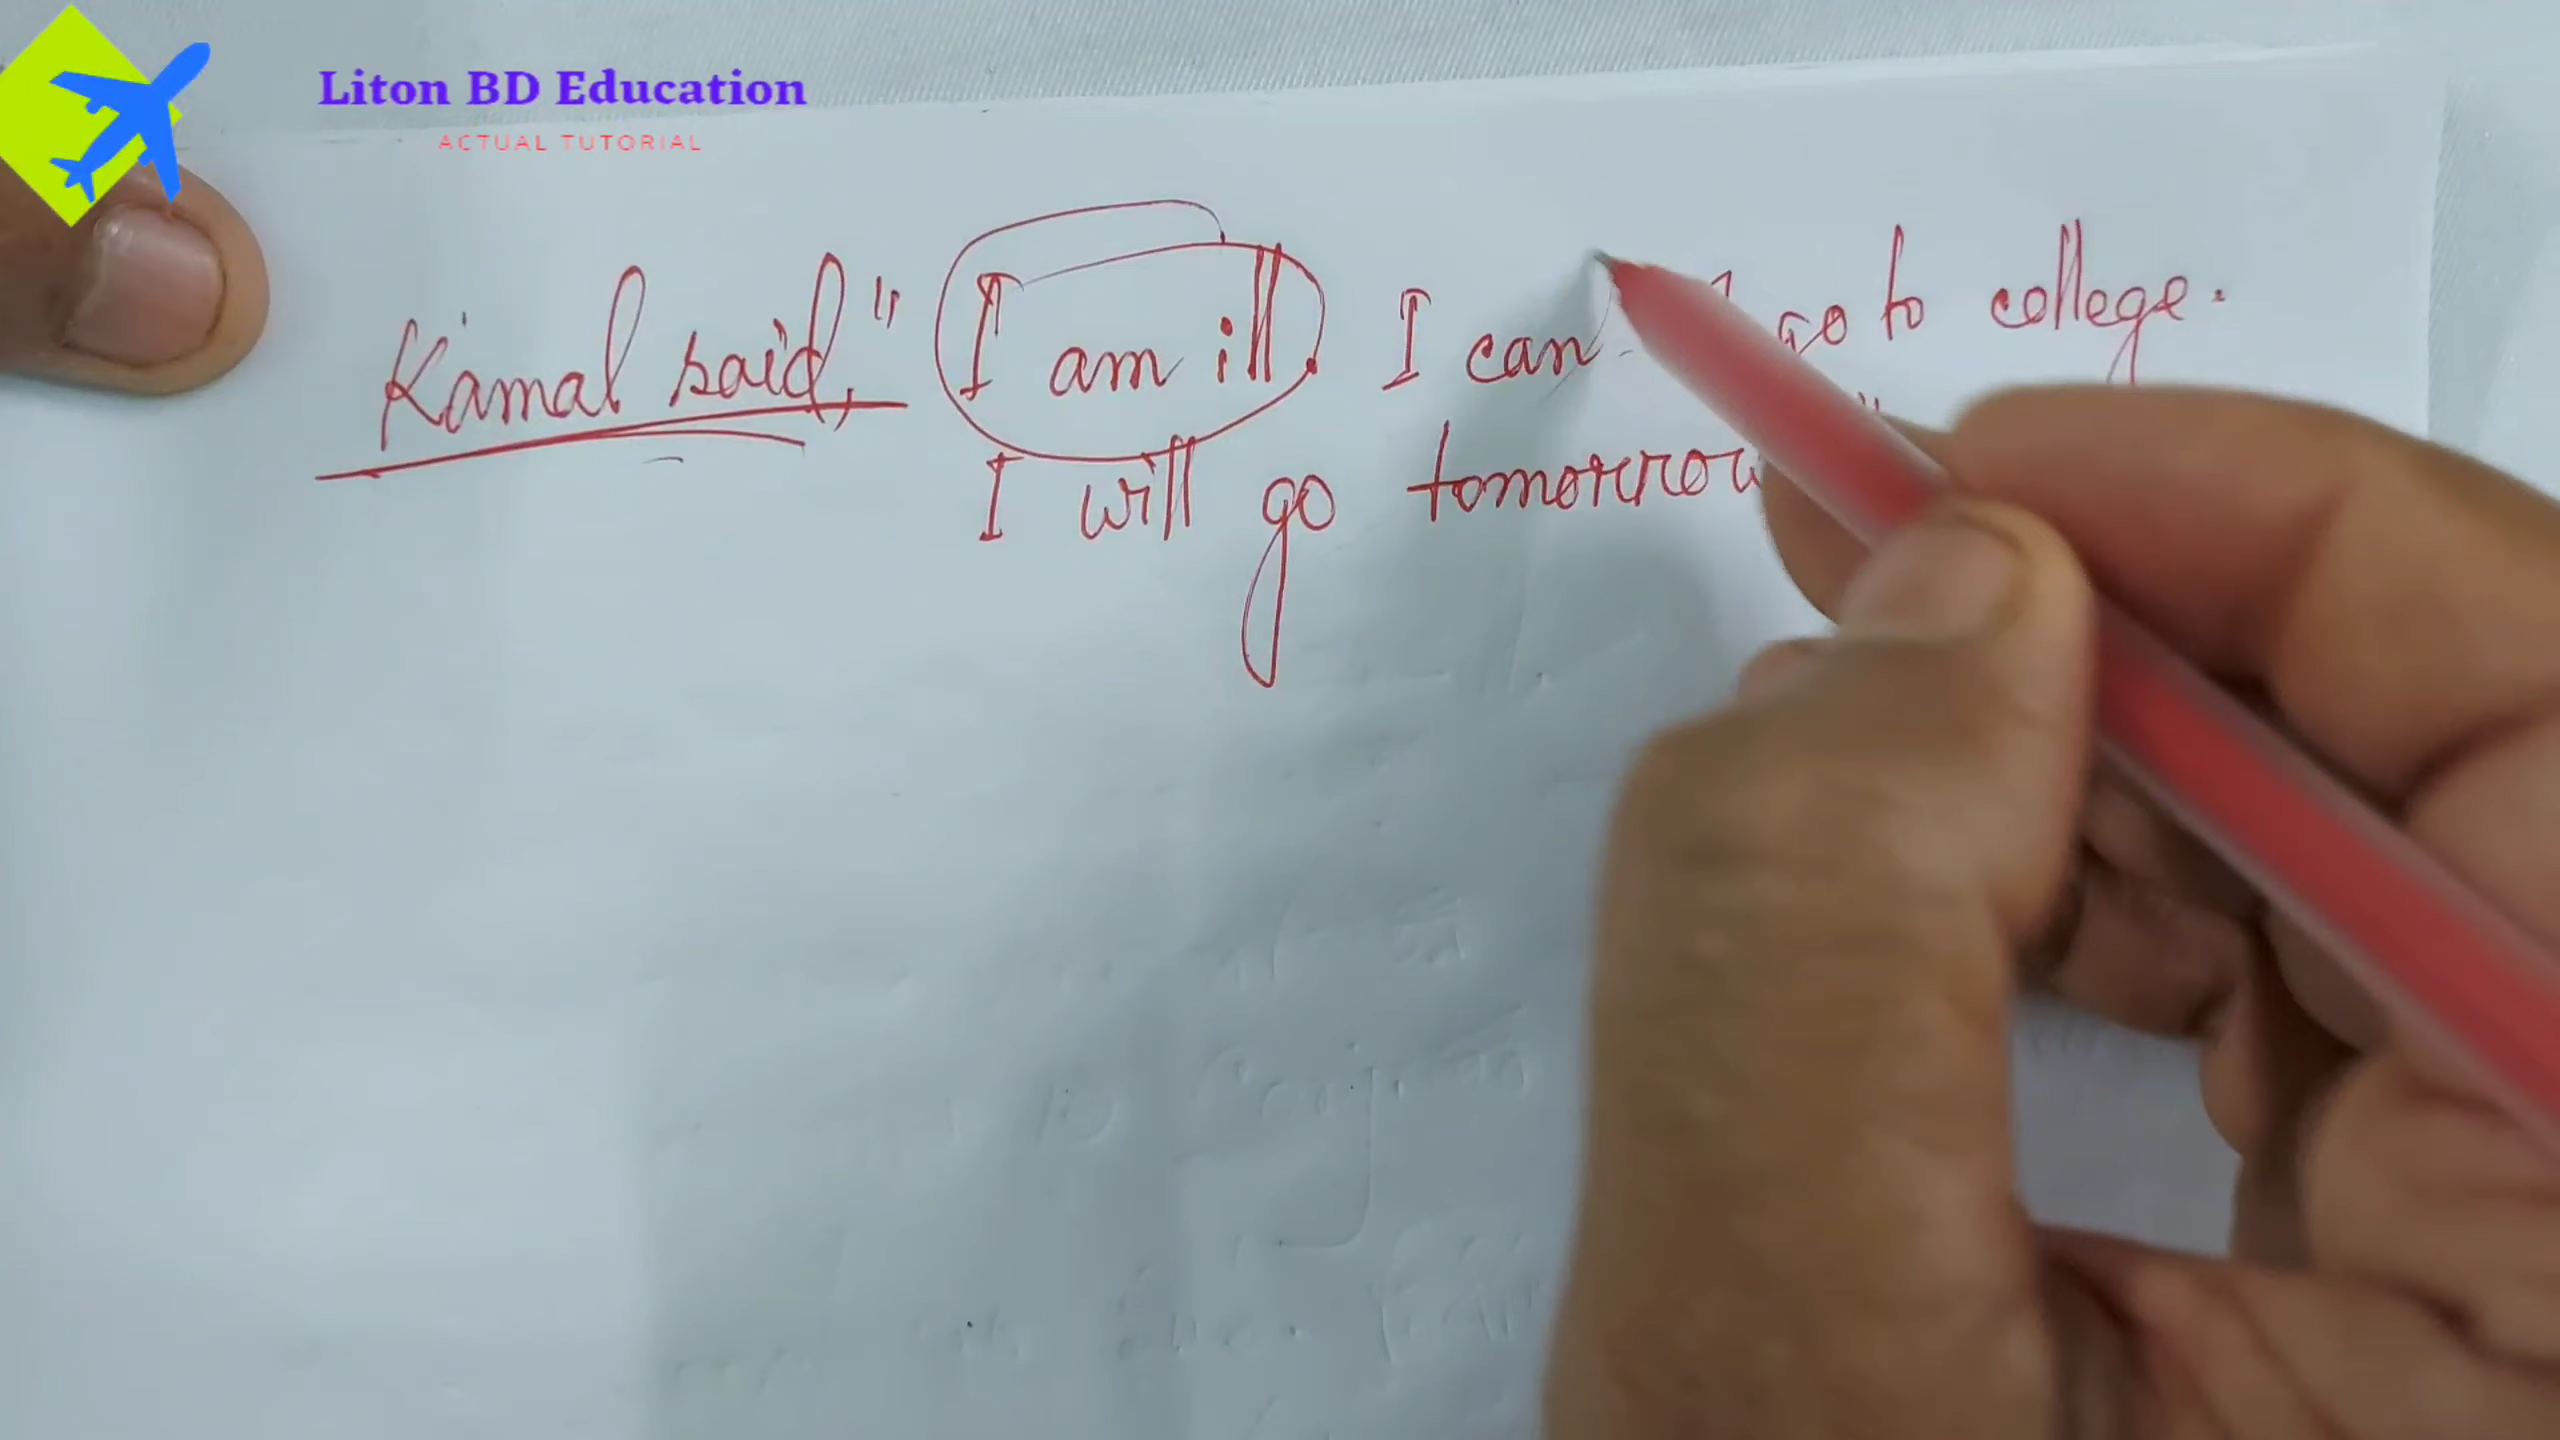 Liton BD Education
ACTUAL TUTORIAL
Kamal said, "I am ill. I can go to college.
I will go tomorrow"